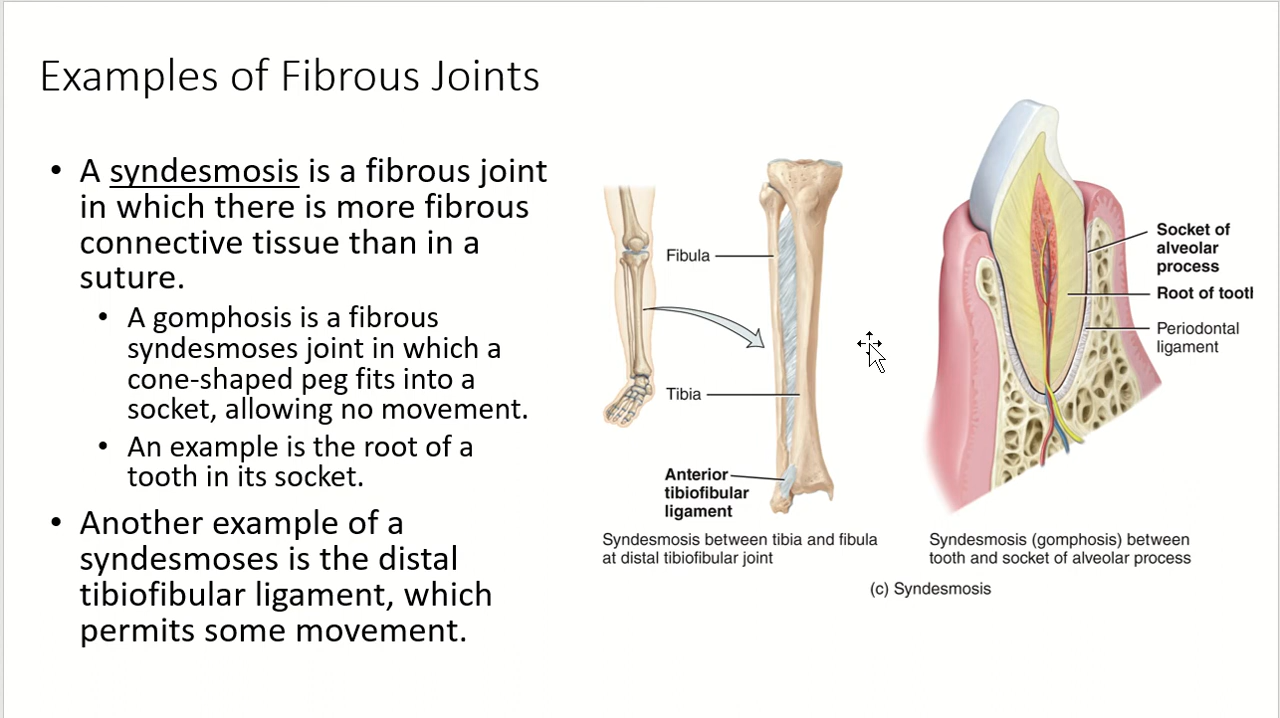 Examples of Fibrous Joints
• A syndesmosis is a fibrous joint
in which there is more fibrous
connective tissue than in a
suture.
• A gomphosis is a fibrous
syndesmoses joint in which a
cone-shaped peg fits into a
socket, allowing no movement.
• An example is the root of a
tooth in its socket.
• Another example of a
syndesmoses is the distal
tibiofibular ligament, which
permits some movement.
Fibula
Tibia
Anterior
tibiofibular
ligament
Syndesmosis between tibia and fibula
at distal tibiofibular joint
Socket of
alveolar
process
Root of tootl
Periodontal
ligament
Syndesmosis (gomphosis) between
tooth and socket of alveolar process
(c) Syndesmosis